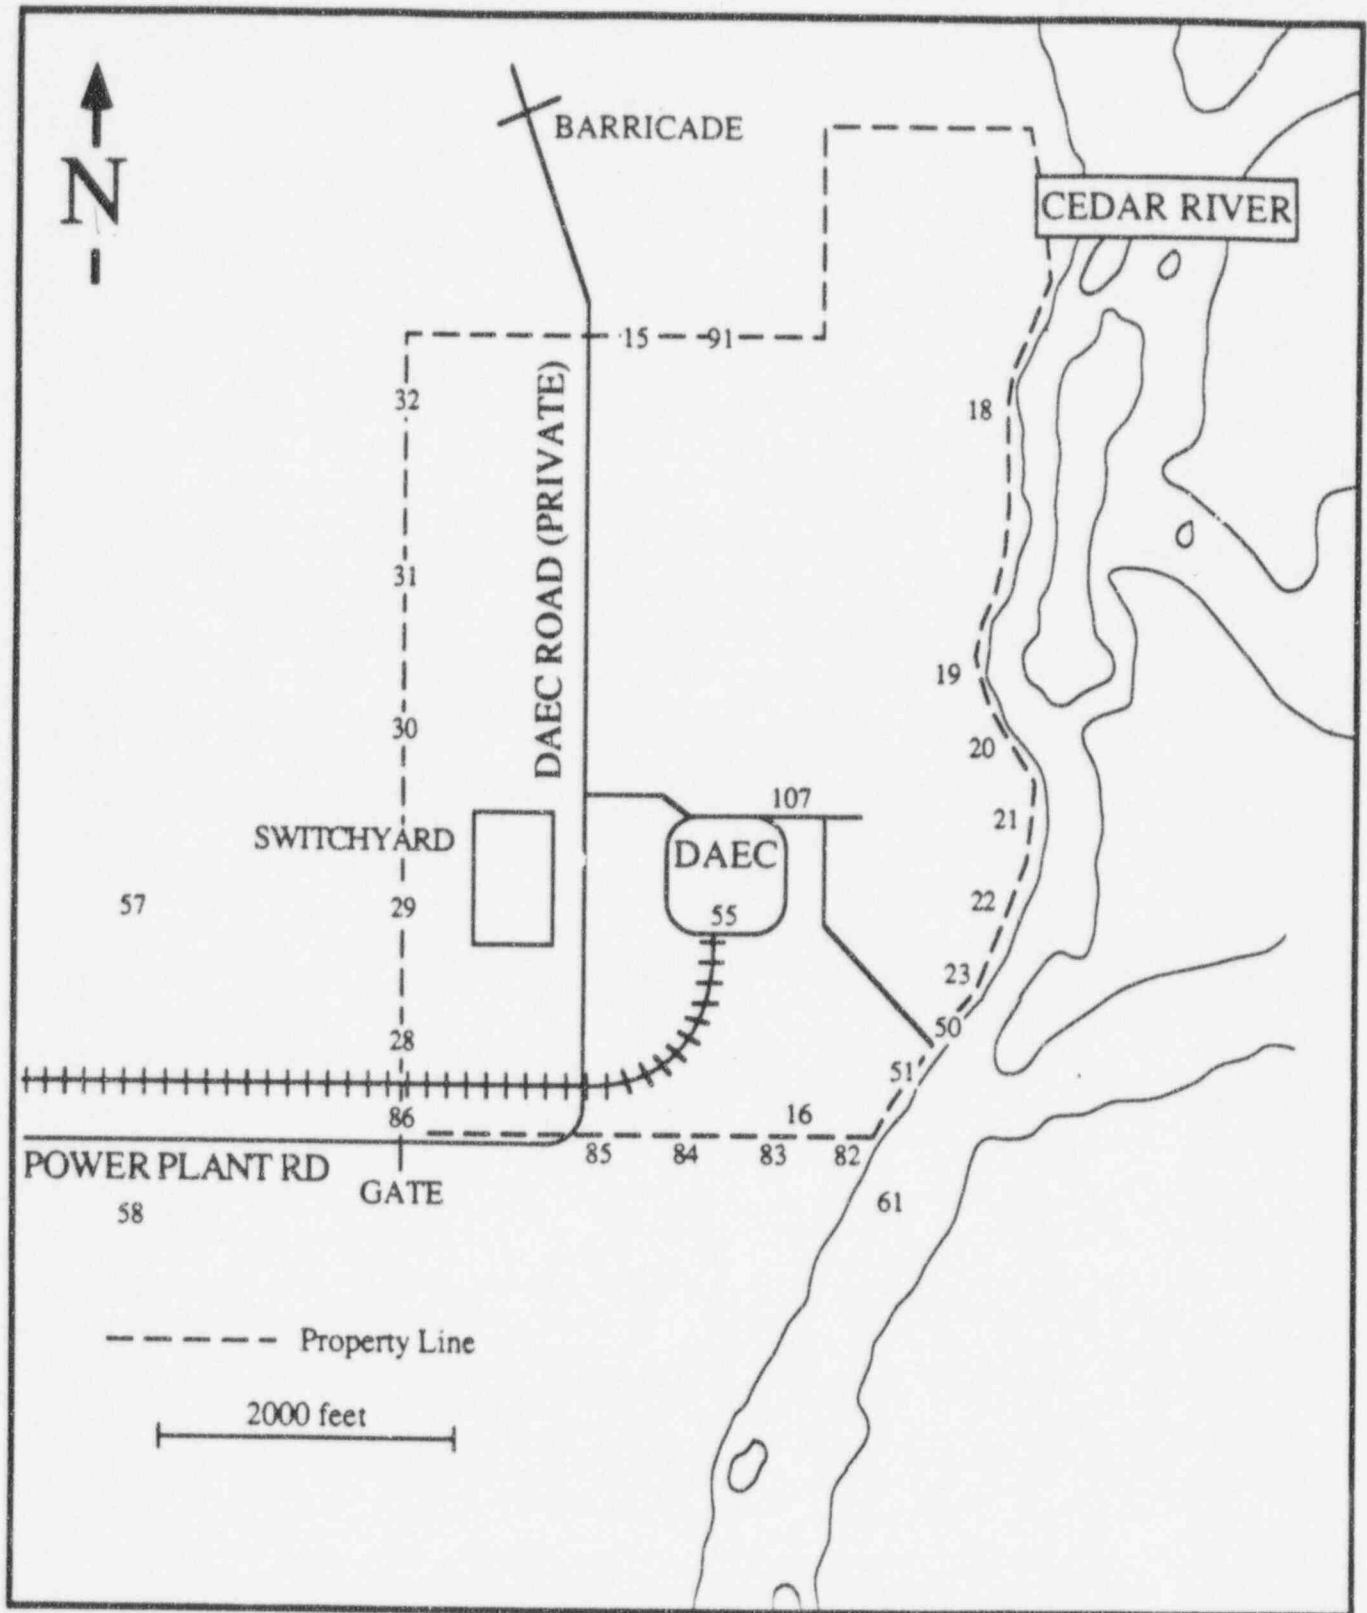 BARRICADE
N
CEDAR RIVER
15
91
32
18
DAEC ROAD (PRIVATE)
31
19
30
20
107
21
SWITCHYARD
DAEC
57
29
22
55
23
50
28
51
86
16
85
84
83
82
POWER PLANT RD
GATE
61
58
Property Line
2000 feet